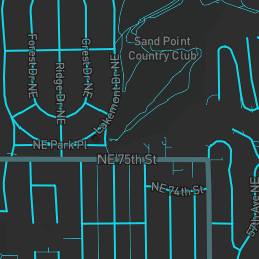 Sand Point
Country Club
Forest Dr NE
Crest Dr NE
Ridge Dr NE
Lakemont Dr NE
NE Park Pl
NE 75th St
NE 74th St
57th Ave NE